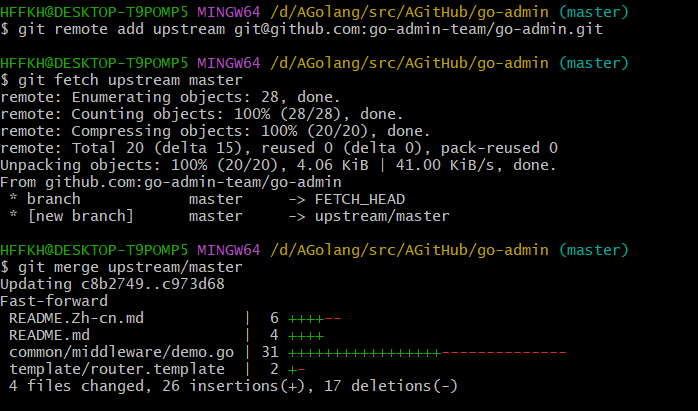 HFFKH@DESKTOP-T9POMP5 MINGW64 /d/AGolang/src/AGitHub/go-admin (master)
$ git remote add upstream git@github.com:go-admin-team/go-admin.git
HFFKH@DESKTOP-T9POMP5 MINGW64 /d/AGolang/src/AGitHub/go-admin (master)
$ git fetch upstream master
remote: Enumerating objects: 28, done.
remote: Counting objects: 100% (28/28), done.
remote: Compressing objects: 100% (20/20), done.
remote: Total 20 (delta 15), reused 0 (delta 0), pack-reused 0
Unpacking objects: 100% (20/20), 4.06 KiB | 41.00 KiB/s, done.
From github.com:go-admin-team/go-admin
 * branch            master     -> FETCH_HEAD
 * [new branch]      master     -> upstream/master
HFFKH@DESKTOP-T9POMP5 MINGW64 /d/AGolang/src/AGitHub/go-admin (master)
$ git merge upstream/master
Updating c8b2749..c973d68
Fast-forward
 README.Zh-cn.md           |  6 ++++--
 README.md                 |  4 ++++
 common/middleware/demo.go | 31 +++++++++++++++++--------------
 template/router.template  |  2 +-
 4 files changed, 26 insertions(+), 17 deletions(-)